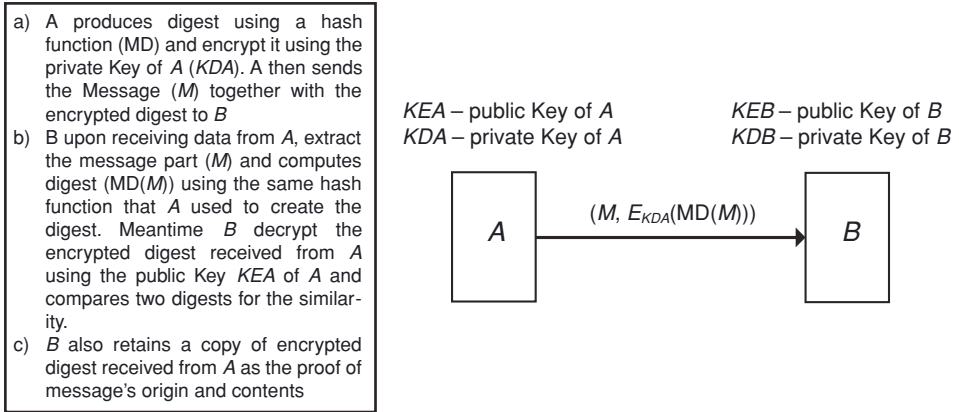 a) A produces digest using a hash
function (MD) and encrypt it using the
private Key of A (KDA). A then sends
the Message (M) together with the
encrypted digest to B
b) B upon receiving data from A, extract
the message part (M) and computes
digest (MD(M)) using the same hash
function that A used to create the
digest. Meantime B decrypt the
encrypted digest received from A
using the public Key KEA of A and
compares two digests for the similar-
ity.
c) B also retains a copy of encrypted
digest received from A as the proof of
message's origin and contents
KEA – public Key of A
KDA – private Key of A
KEB – public Key of B
KDB – private Key of B
A
(M, EKDA(MD(M)))
B